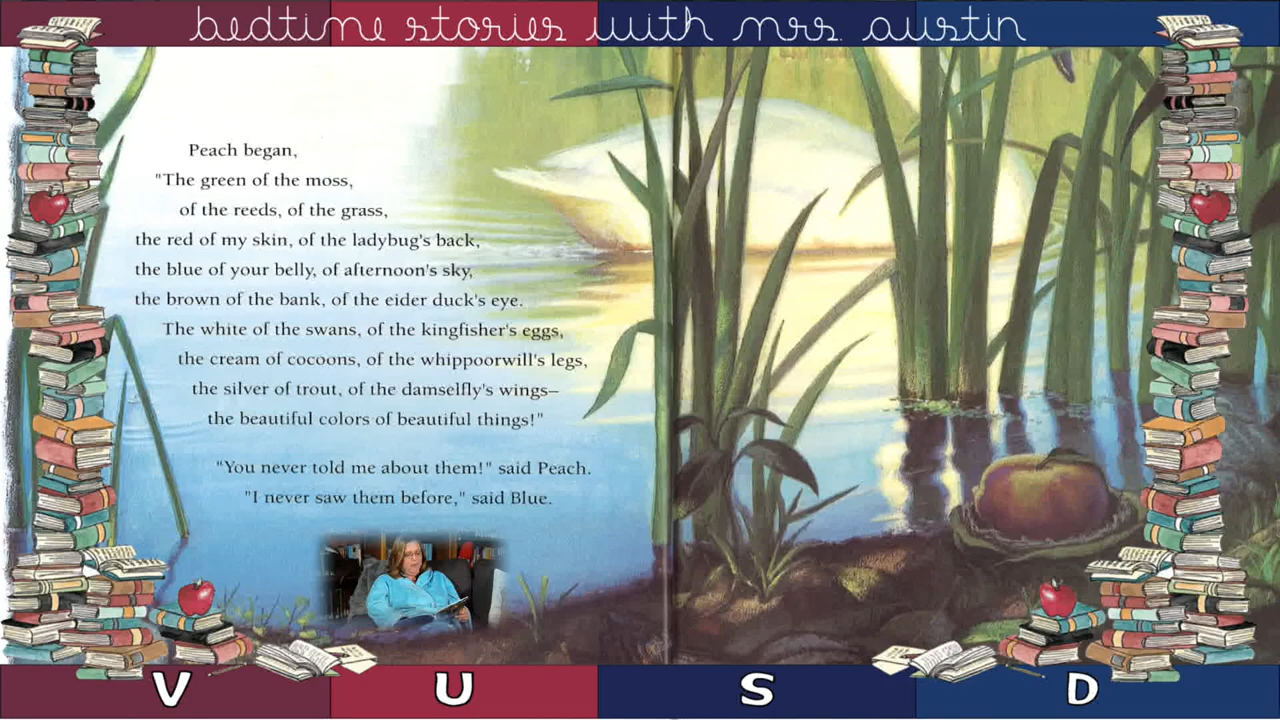 bedtime stories with mrs. austin
Peach began,
"The green of the moss,
of the reeds, of the grass,
the red of my skin, of the ladybug's back,
the blue of your belly, of afternoon's sky,
the brown of the bank, of the eider duck's eye.
The white of the swans, of the kingfisher's eggs,
the cream of cocoons, of the whippoorwill's legs,
the silver of trout, of the damselfly's wings—
the beautiful colors of beautiful things!"
"You never told me about them!" said Peach.
"I never saw them before," said Blue.
V U S D